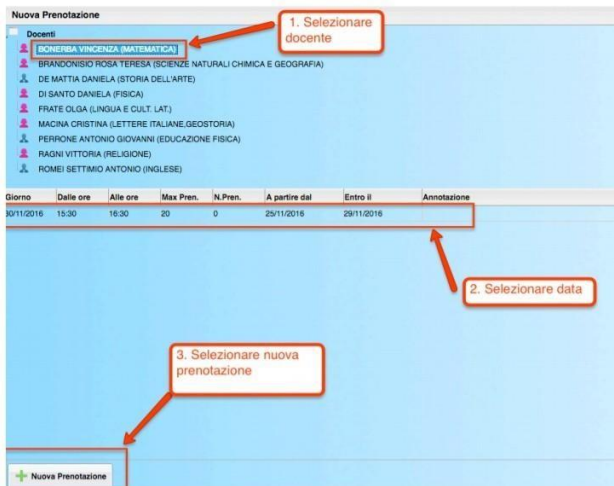 Nuova Prenotazione
1. Selezionare
docente
Docenti
BONERBA VINCENZA (MATEMATICA)
BRANDONISIO ROSA TERESA (SCIENZE NATURALI CHIMICA E GEOGRAFIA)
DE MATTIA DANIELA (STORIA DELL'ARTE)
DI SANTO DANIELA (FISICA)
FRATE OLGA (LINGUA E CULT. LAT.)
MACINA CRISTINA (LETTERE ITALIANE,GEOSTORIA)
PERRONE ANTONIO GIOVANNI (EDUCAZIONE FISICA)
RAGNI VITTORIA (RELIGIONE)
ROMEI SETTIMIO ANTONIO (INGLESE)
Giorno Dalle ore Alle ore Max Pren. N.Pren. A partire dal Entro il Annotazione
30/11/2016 15:30 16:30 20 0 25/11/2016 29/11/2016
2. Selezionare data
3. Selezionare nuova
prenotazione
Nuova Prenotazione